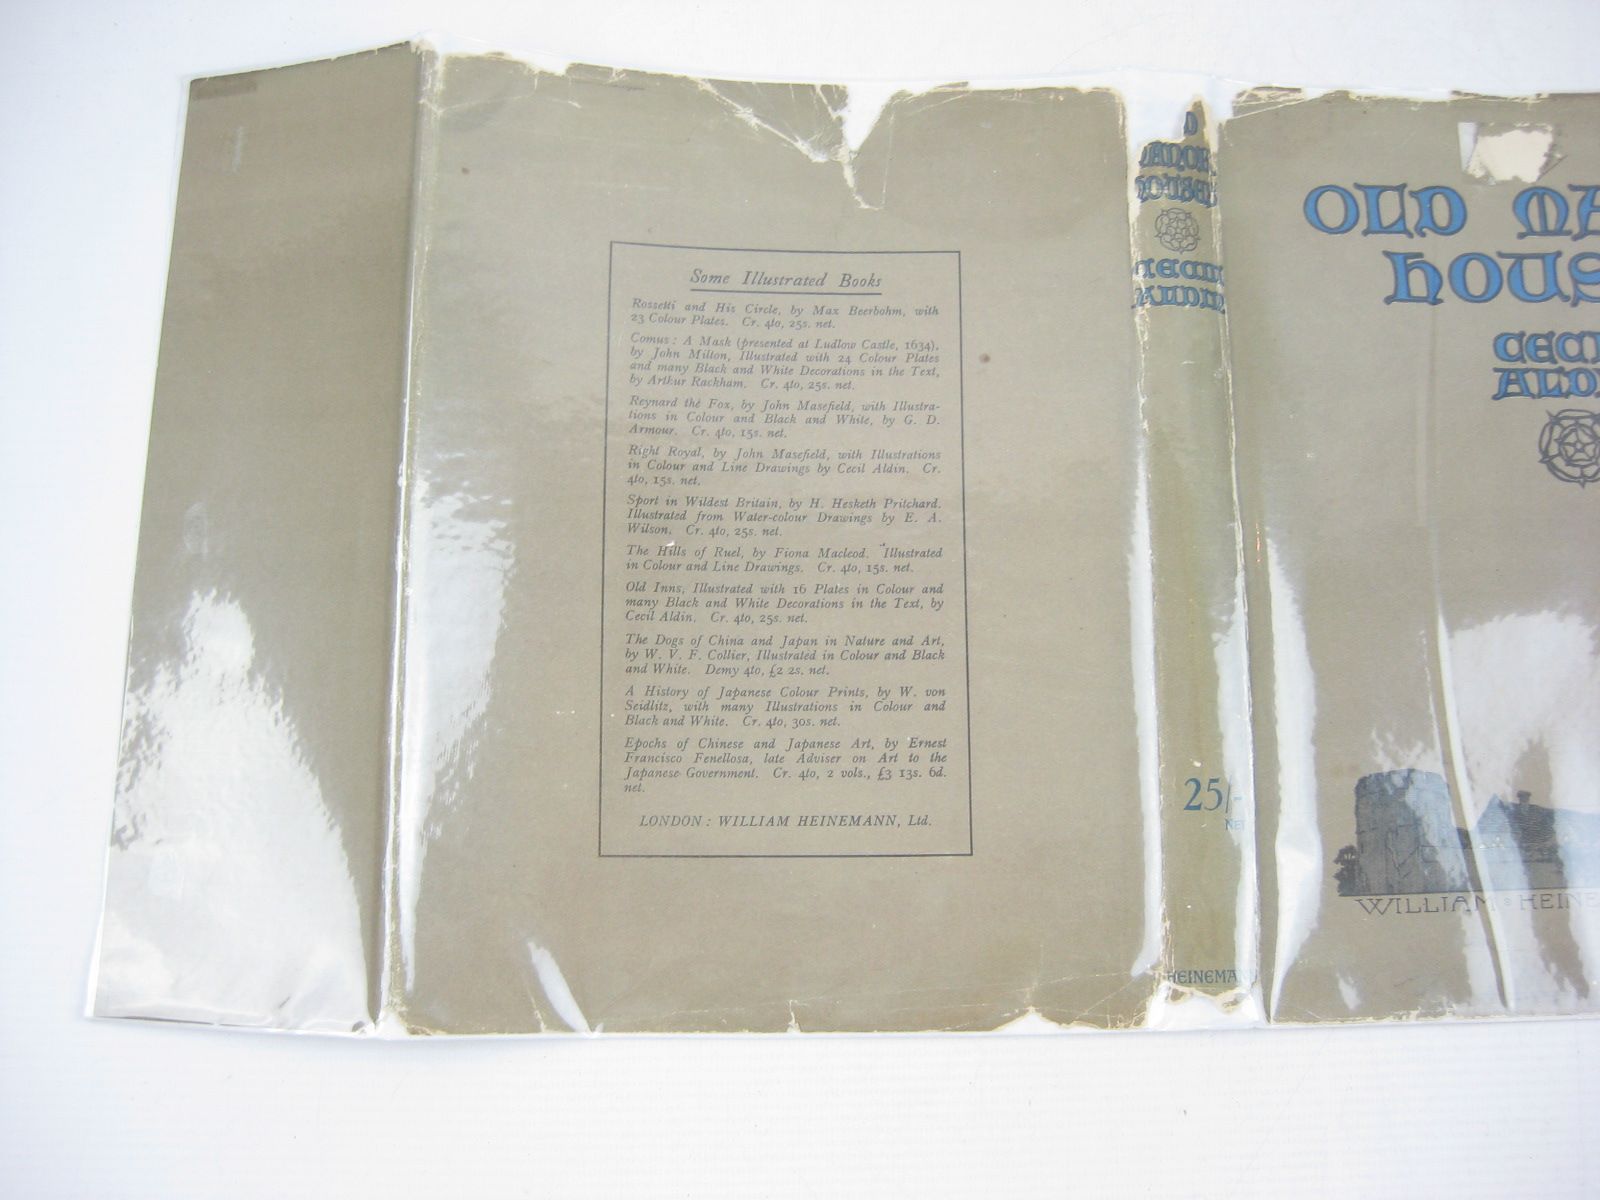 Some Illustrated Books
Rossetti and His Circle, by Max Beerbohm, with
23 Colour Plates. Cr. 4to, 25s. net.
Comus: A Mask (presented at Ludlow Castle, 1634),
by John Milton, Illustrated with 24 Colour Plates
and many Black and White Decorations in the Text,
by Arthur Rackham. Cr. 4to, 25s. net.
Reynard the Fox, by John Masefield, with Illustra-
tions in Colour and Black and White, by G. D.
Armour. Cr. 4to, 15s. net.
Right Royal, by John Masefield, with Illustrations
in Colour and Line Drawings by Cecil Aldin. Cr.
4to, 15s. net.
Sport in Wildest Britain, by H. Hesketh Pritchard.
Illustrated from Water-colour Drawings by E. A.
Wilson. Cr. 4to, 25s. net.
The Hills of Ruel, by Fiona Macleod. Illustrated
in Colour and Line Drawings. Cr. 4to, 15s. net.
Old Inns, Illustrated with 16 Plates in Colour and
many Black and White Decorations in the Text, by
Cecil Aldin. Cr. 4to, 25s. net.
The Dogs of China and Japan in Nature and Art,
by W. V. F. Collier, Illustrated in Colour and Black
and White. Demy 4to, £2 2s. net.
A History of Japanese Colour Prints, by W. von
Seidlitz, with many Illustrations in Colour and
Black and White. Cr. 4to, 30s. net.
Epochs of Chinese and Japanese Art, by Ernest
Francisco Fenellosa, late Adviser on Art to the
Japanese Government. Cr. 4to, 2 vols., £3 13s. 6d.
net.
LONDON: WILLIAM HEINEMANN, Ltd.
D
MANOR
HOUSES
CECIL
ALDIN
25/-
NET
HEINEMANN
OLD MA
HOUS
CECI
ALDI
WILLIAM HEINE